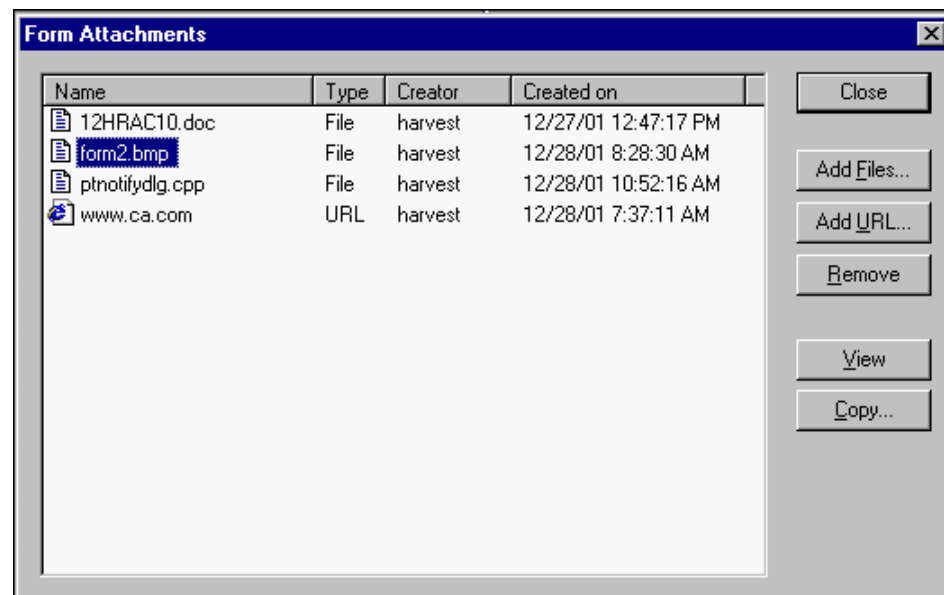 Form Attachments
Name Type Creator Created on
12HRAC10.doc File harvest 12/27/01 12:47:17 PM
form2.bmp File harvest 12/28/01 8:28:30 AM
ptnotifydlg.cpp File harvest 12/28/01 10:52:16 AM
www.ca.com URL harvest 12/28/01 7:37:11 AM
Close
Add Files...
Add URL...
Remove
View
Copy...